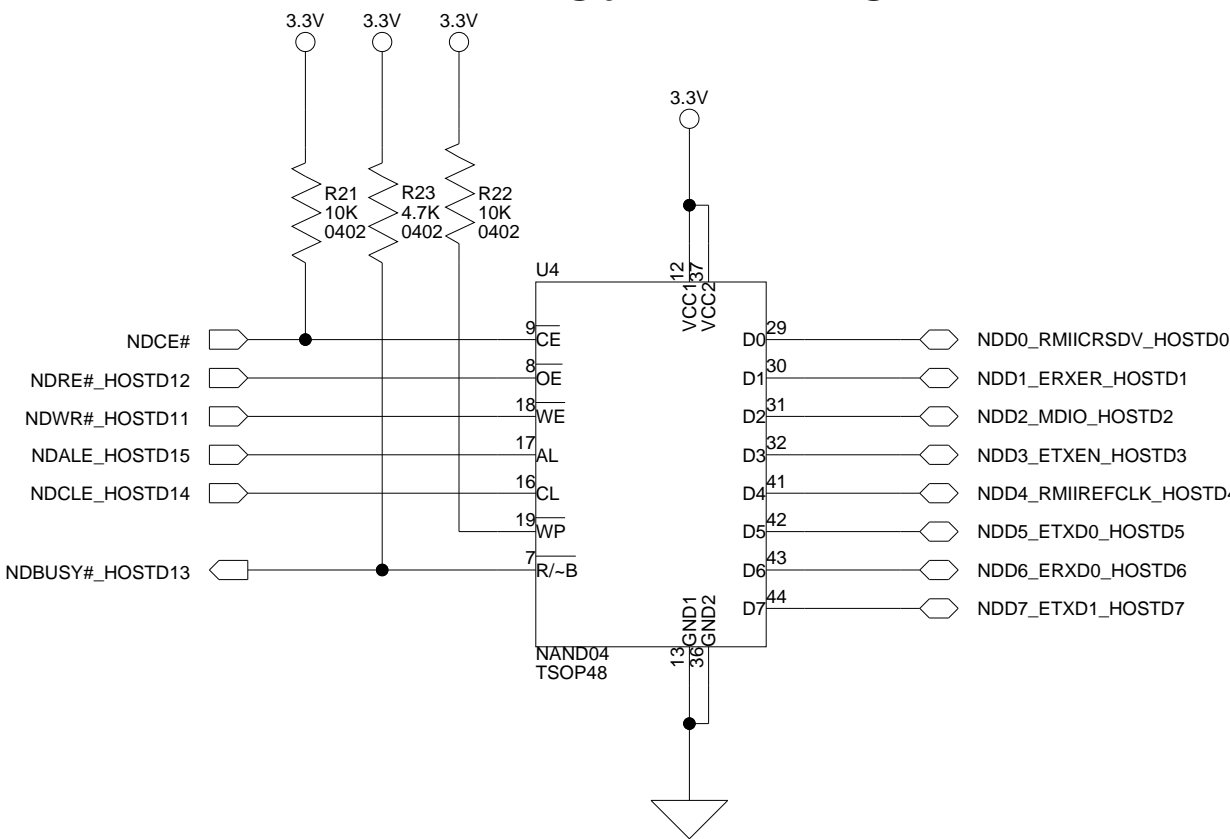 3.3V 3.3V 3.3V
3.3V
R21
10K
0402
R23
4.7K
0402
R22
10K
0402
U4
12
37
VCC1
VCC2
NDCE#
9
CE
NDRE#_HOSTD12
8
OE
NDWR#_HOSTD11
18
WE
NDALE_HOSTD15
17
AL
NDCLE_HOSTD14
16
CL
19
WP
NDBUSY#_HOSTD13
7
R/~B
D0
29
NDD0_RMIICRSDV_HOSTD0
D1
30
NDD1_ERXER_HOSTD1
D2
31
NDD2_MDIO_HOSTD2
D3
32
NDD3_ETXEN_HOSTD3
D4
41
NDD4_RMIIREFCLK_HOSTD4
D5
42
NDD5_ETXD0_HOSTD5
D6
43
NDD6_ERXD0_HOSTD6
D7
44
NDD7_ETXD1_HOSTD7
GND1
GND2
13
36
NAND04
TSOP48